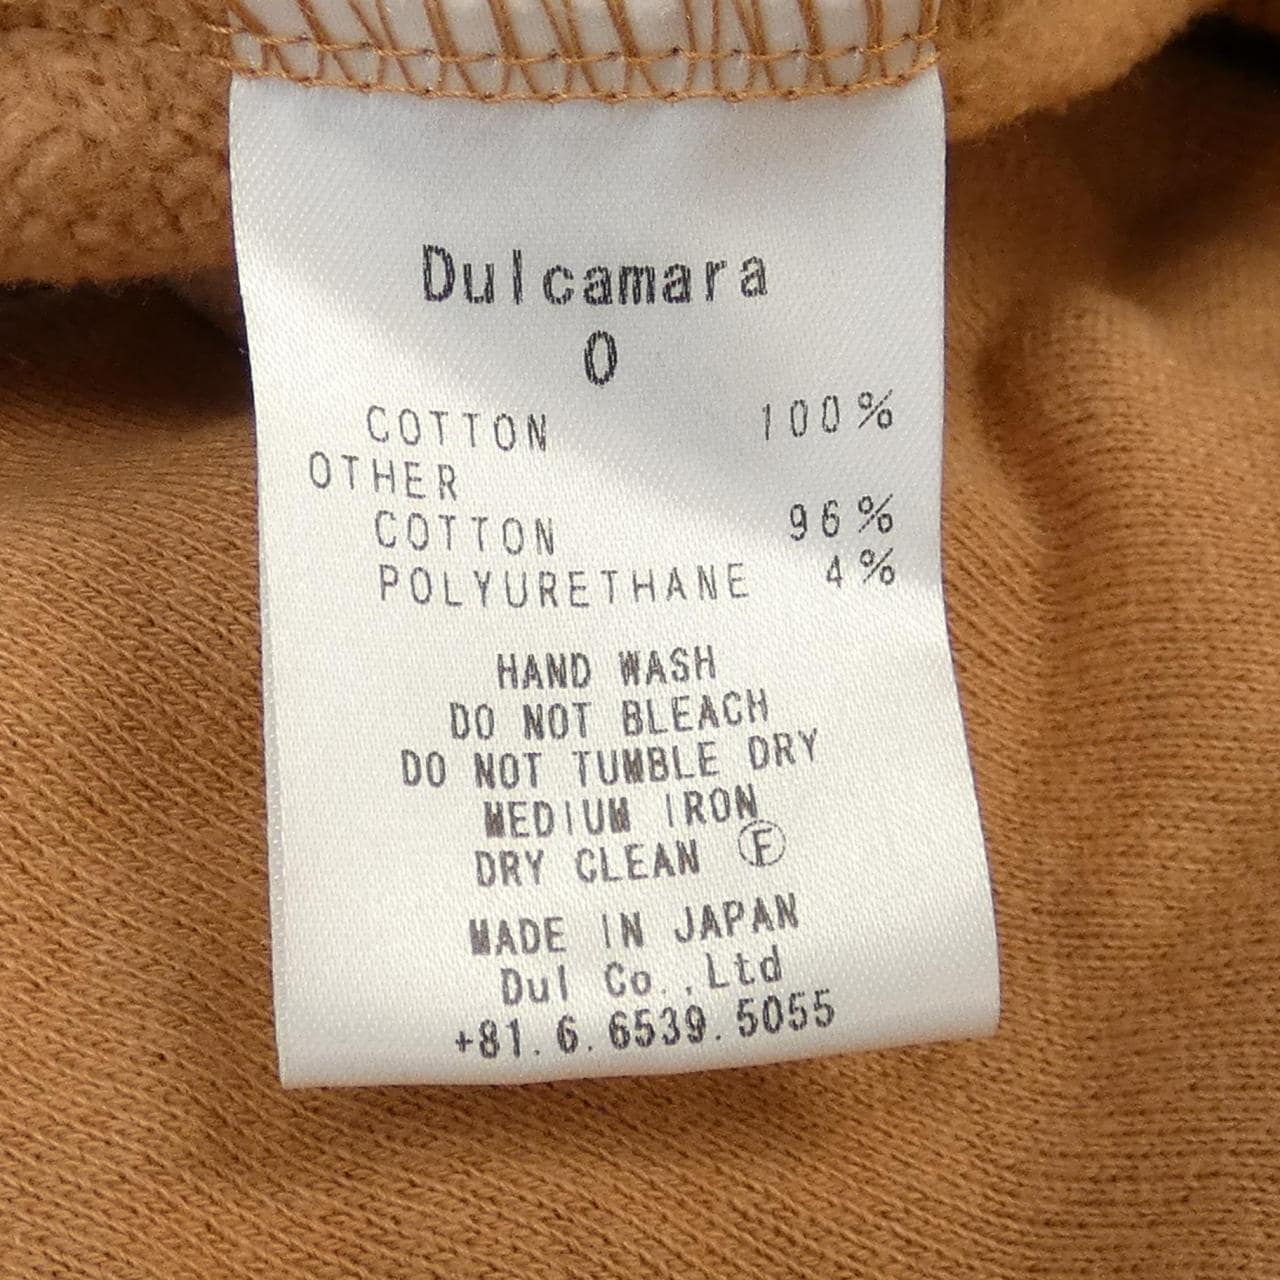 Dulcamara
0
COTTON 100%
OTHER
COTTON 96%
POLYURETHANE 4%
HAND WASH
DO NOT BLEACH
DO NOT TUMBLE DRY
MEDIUM IRON
DRY CLEAN Ⓕ
MADE IN JAPAN
Dul Co.,Ltd
+81.6.6539.5055